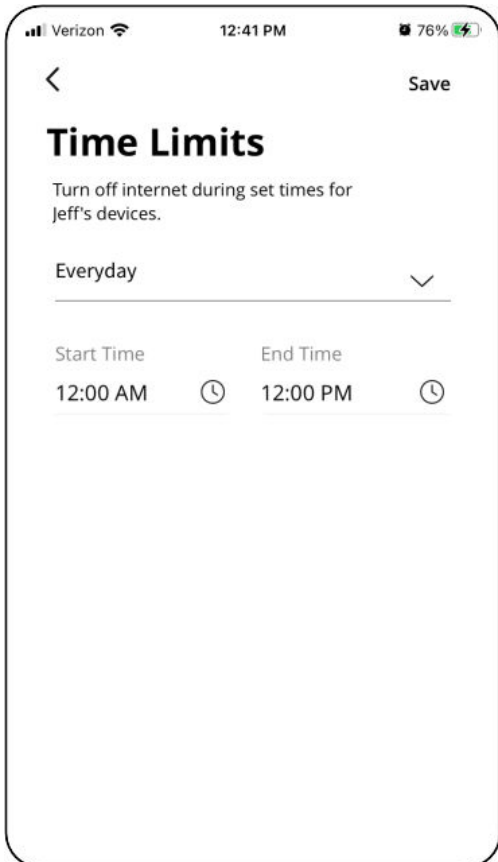 Verizon 12:41 PM 76%
Save
Time Limits
Turn off internet during set times for
Jeff's devices.
Everyday
Start Time End Time
12:00 AM 12:00 PM